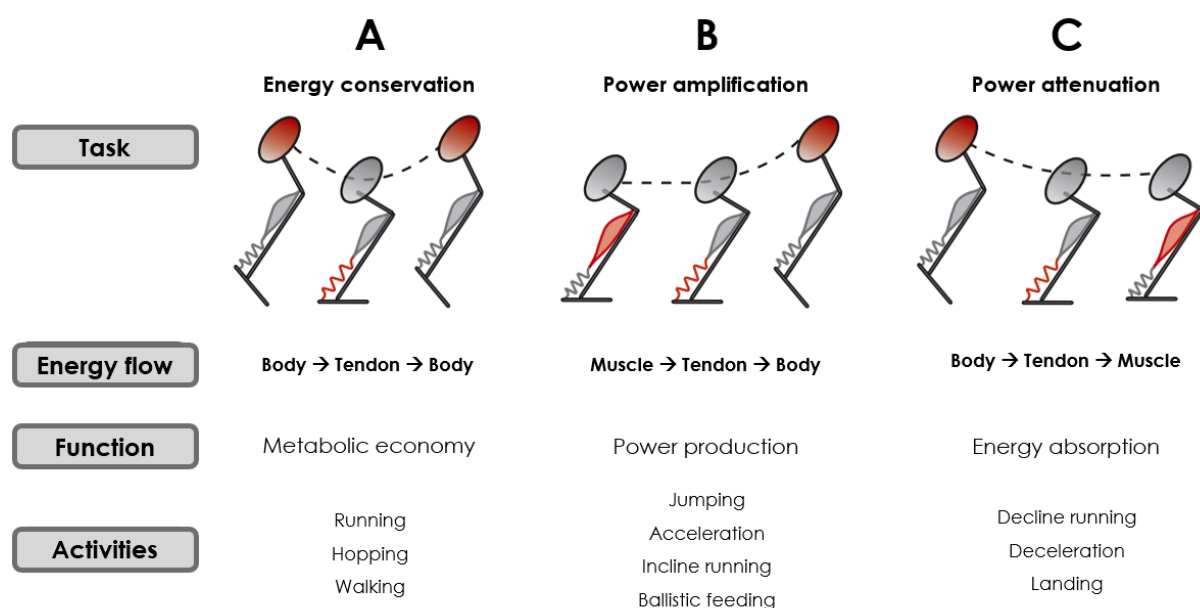 A
B
C
Energy conservation
Power amplification
Power attenuation
Task
Energy flow
Body → Tendon → Body
Muscle → Tendon → Body
Body → Tendon → Muscle
Function
Metabolic economy
Power production
Energy absorption
Activities
Running
Hopping
Walking
Jumping
Acceleration
Incline running
Ballistic feeding
Decline running
Deceleration
Landing